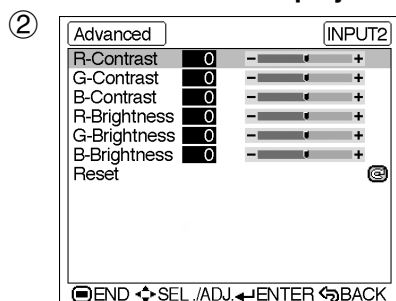 ②
Advanced INPUT2
R-Contrast 0 - +
G-Contrast 0 - +
B-Contrast 0 - +
R-Brightness 0 - +
G-Brightness 0 - +
B-Brightness 0 - +
Reset
END SEL./ADJ. ENTER BACK